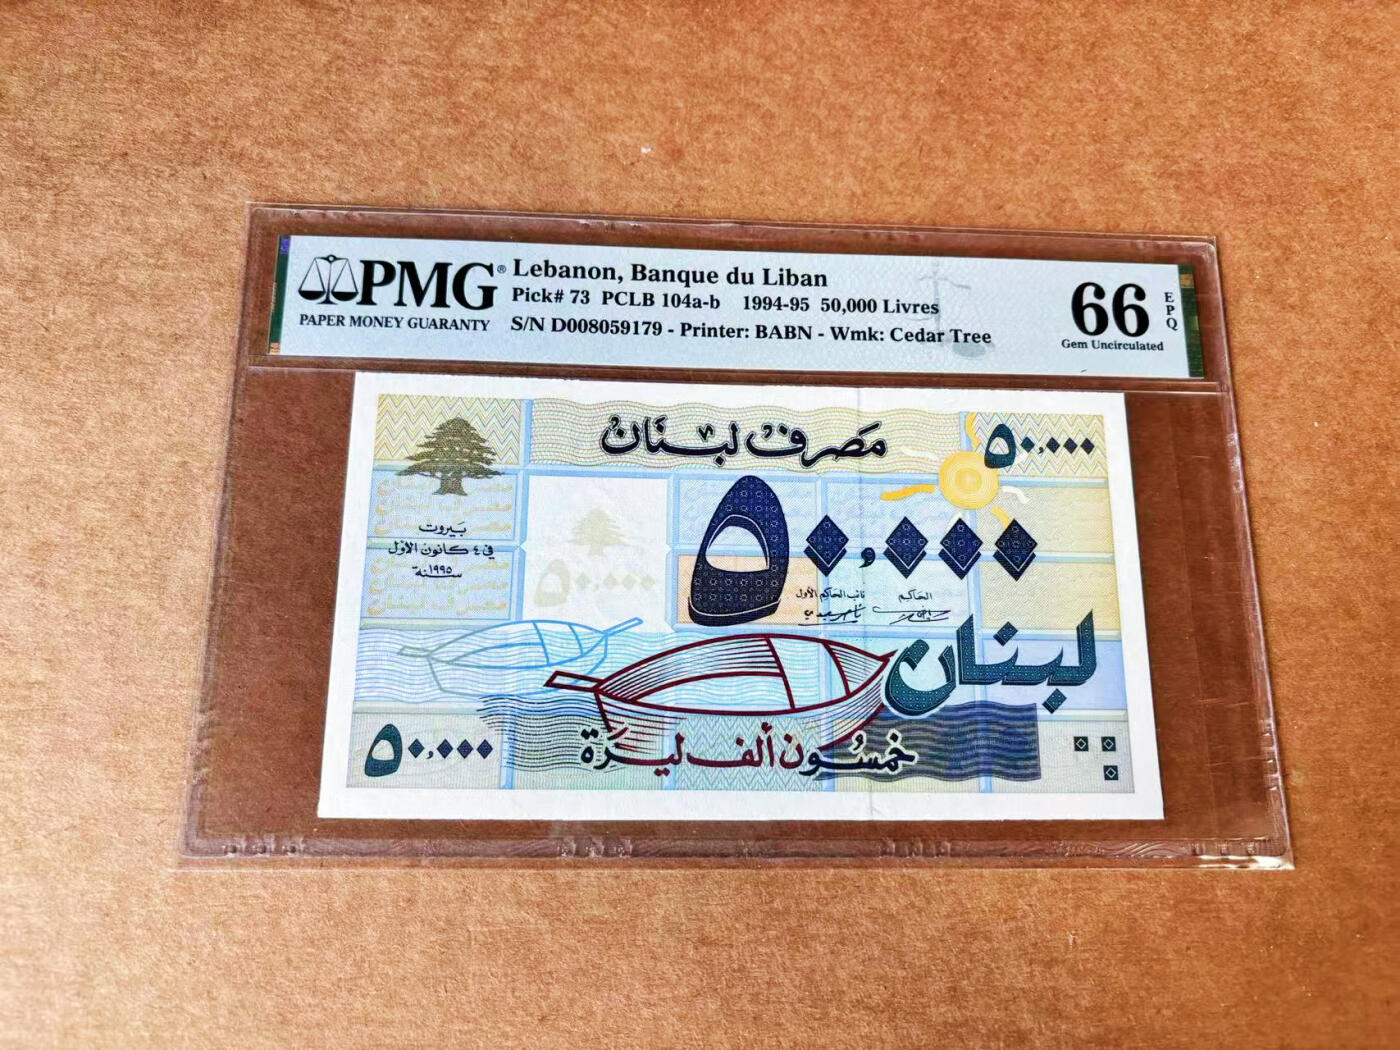 PMG®
PAPER MONEY GUARANTY
Lebanon, Banque du Liban
Pick# 73 PCLB 104a-b 1994-95 50,000 Livres
S/N D008059179 - Printer: BABN - Wmk: Cedar Tree
66 EPQ
Gem Uncirculated
مصرف لبنان
٥٠,٠٠٠
٥٠,٠٠٠
٥٠,٠٠٠
بيروت
في ٤ كانون الأول
سنة ١٩٩٥
الحاكم
نائب الحاكم الأول
لبنان
خمسون ألف ليرة
٥٠,٠٠٠